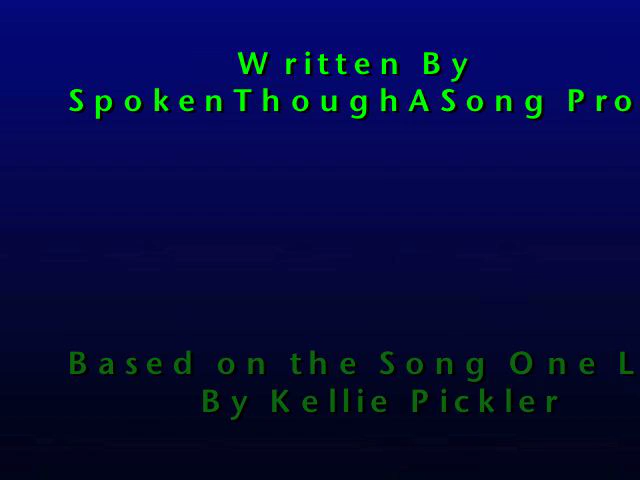 Written By
SpokenThoughASong Pro
Based on the Song One L
By Kellie Pickler